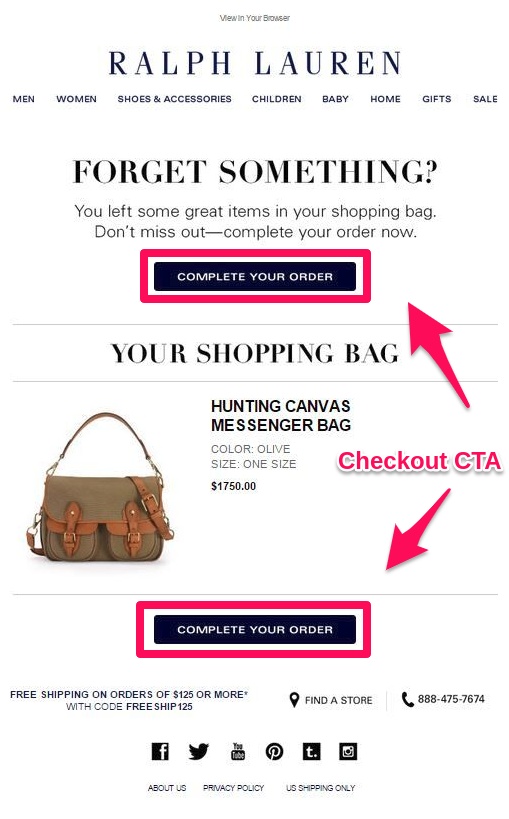 View In Your Browser
RALPH LAUREN
MEN WOMEN SHOES & ACCESSORIES CHILDREN BABY HOME GIFTS SALE
FORGET SOMETHING?
You left some great items in your shopping bag.
Don't miss out—complete your order now.
COMPLETE YOUR ORDER
YOUR SHOPPING BAG
HUNTING CANVAS
MESSENGER BAG
COLOR: OLIVE
SIZE: ONE SIZE
$1750.00
Checkout CTA
COMPLETE YOUR ORDER
FREE SHIPPING ON ORDERS OF $125 OR MORE*
WITH CODE FREESHIP125
FIND A STORE
888-475-7674
f You Tube t.
ABOUT US PRIVACY POLICY US SHIPPING ONLY